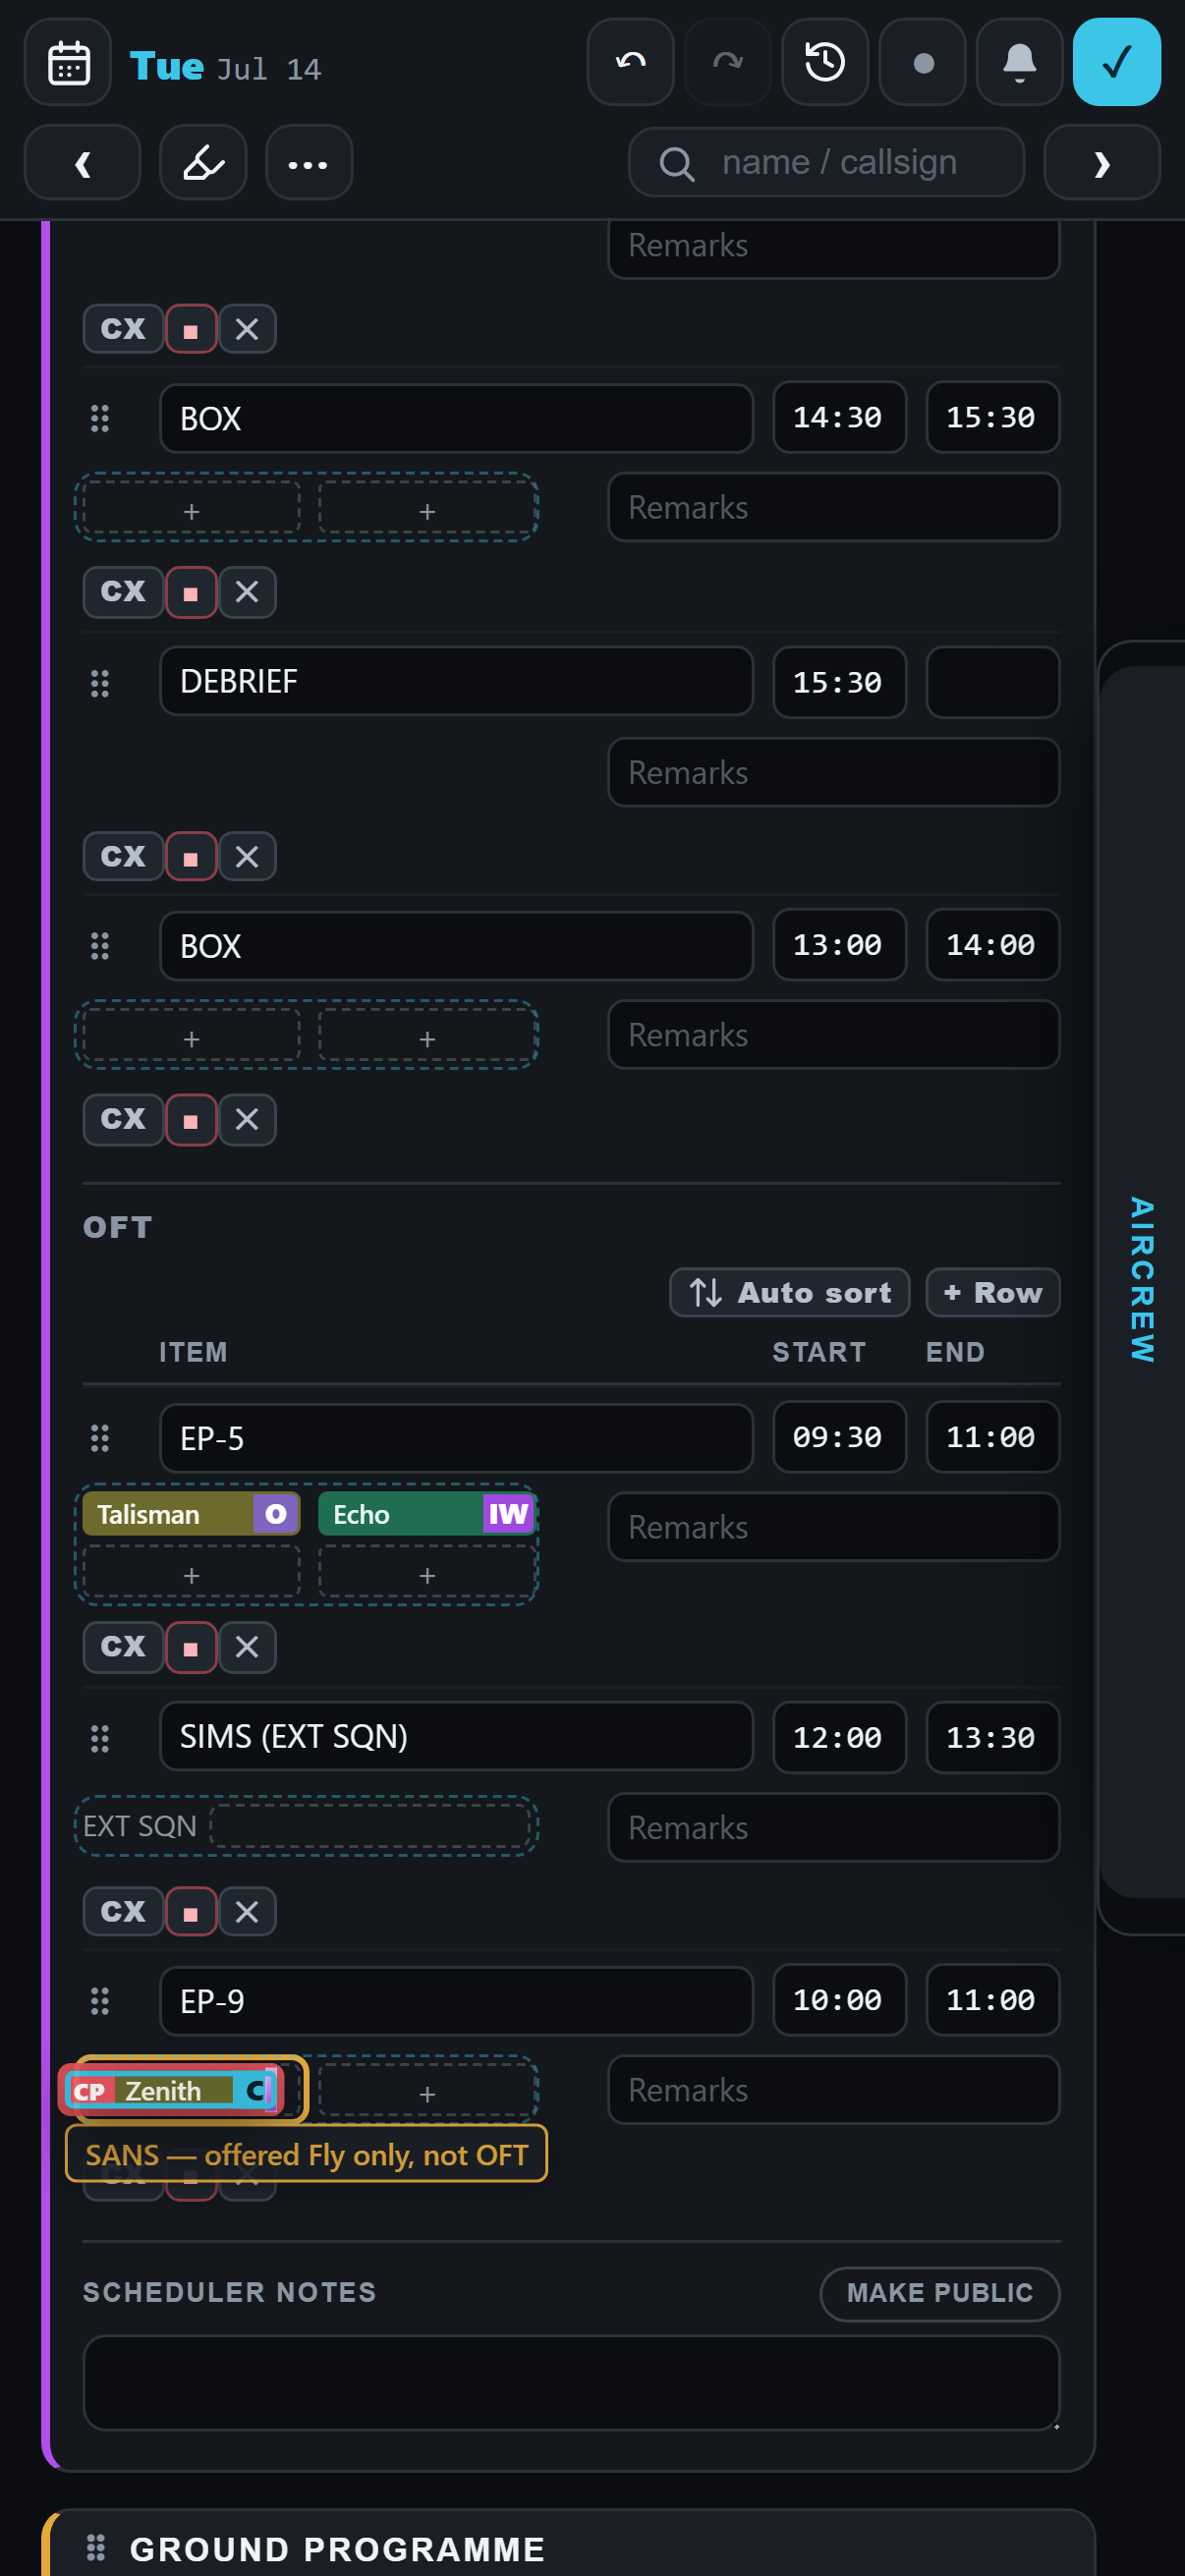 Tue Jul 14
name / callsign
Remarks
CX
BOX 14:30 15:30
+ + Remarks
CX
DEBRIEF 15:30
Remarks
CX
BOX 13:00 14:00
+ + Remarks
CX
OFT
Auto sort + Row
ITEM START END
EP-5 09:30 11:00
Talisman O Echo IW Remarks
+ +
CX
SIMS (EXT SQN) 12:00 13:30
EXT SQN Remarks
CX
EP-9 10:00 11:00
CP Zenith C + Remarks
SANS — offered Fly only, not OFT
CX
SCHEDULER NOTES MAKE PUBLIC
GROUND PROGRAMME
AIRCREW